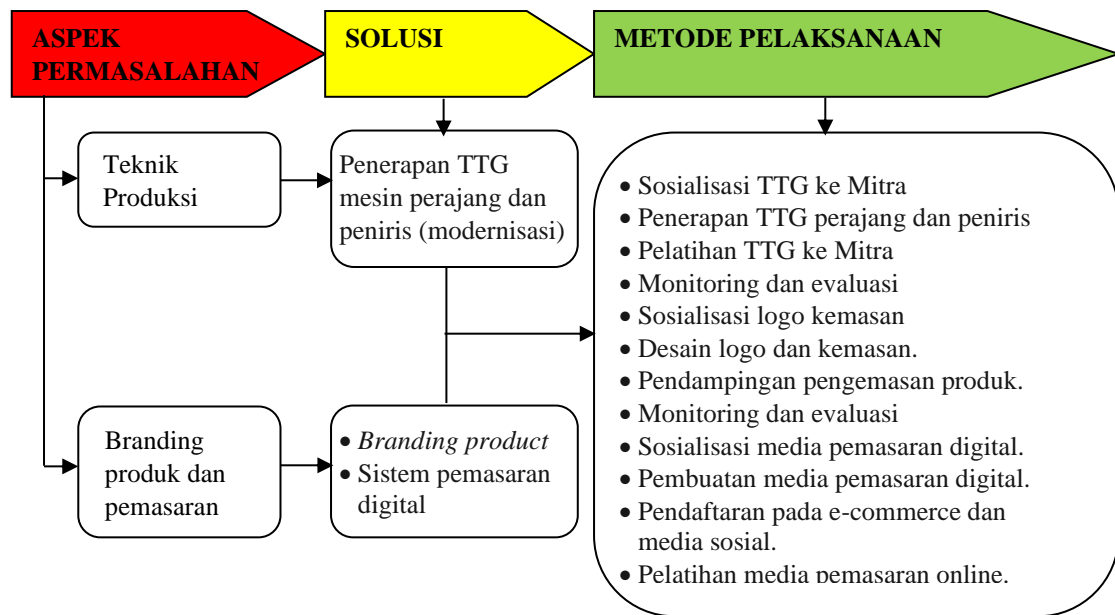 ASPEK
PERMASALAHAN
SOLUSI
METODE PELAKSANAAN
Teknik
Produksi
Penerapan TTG
mesin perajang dan
peniris (modernisasi)
Branding
produk dan
pemasaran
• Branding product
• Sistem pemasaran
digital
• Sosialisasi TTG ke Mitra
• Penerapan TTG perajang dan peniris
• Pelatihan TTG ke Mitra
• Monitoring dan evaluasi
• Sosialisasi logo kemasan
• Desain logo dan kemasan.
• Pendampingan pengemasan produk.
• Monitoring dan evaluasi
• Sosialisasi media pemasaran digital.
• Pembuatan media pemasaran digital.
• Pendaftaran pada e-commerce dan
media sosial.
• Pelatihan media pemasaran online.